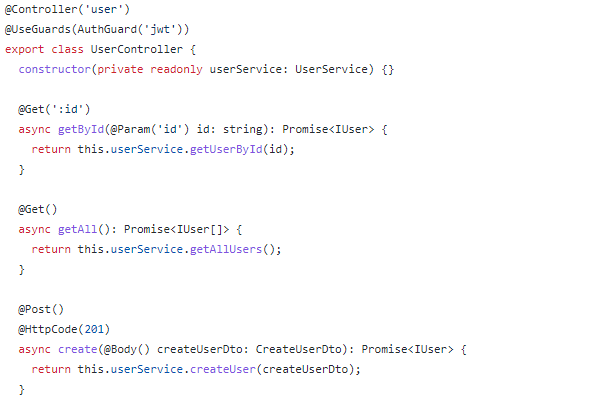 @Controller('user')
@UseGuards(AuthGuard('jwt'))
export class UserController {
  constructor(private readonly userService: UserService) {}

  @Get(':id')
  async getById(@Param('id') id: string): Promise<IUser> {
    return this.userService.getUserById(id);
  }

  @Get()
  async getAll(): Promise<IUser[]> {
    return this.userService.getAllUsers();
  }

  @Post()
  @HttpCode(201)
  async create(@Body() createUserDto: CreateUserDto): Promise<IUser> {
    return this.userService.createUser(createUserDto);
  }